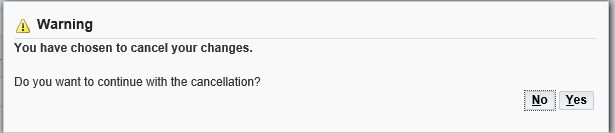 Warning
You have chosen to cancel your changes.
Do you want to continue with the cancellation?
No Yes